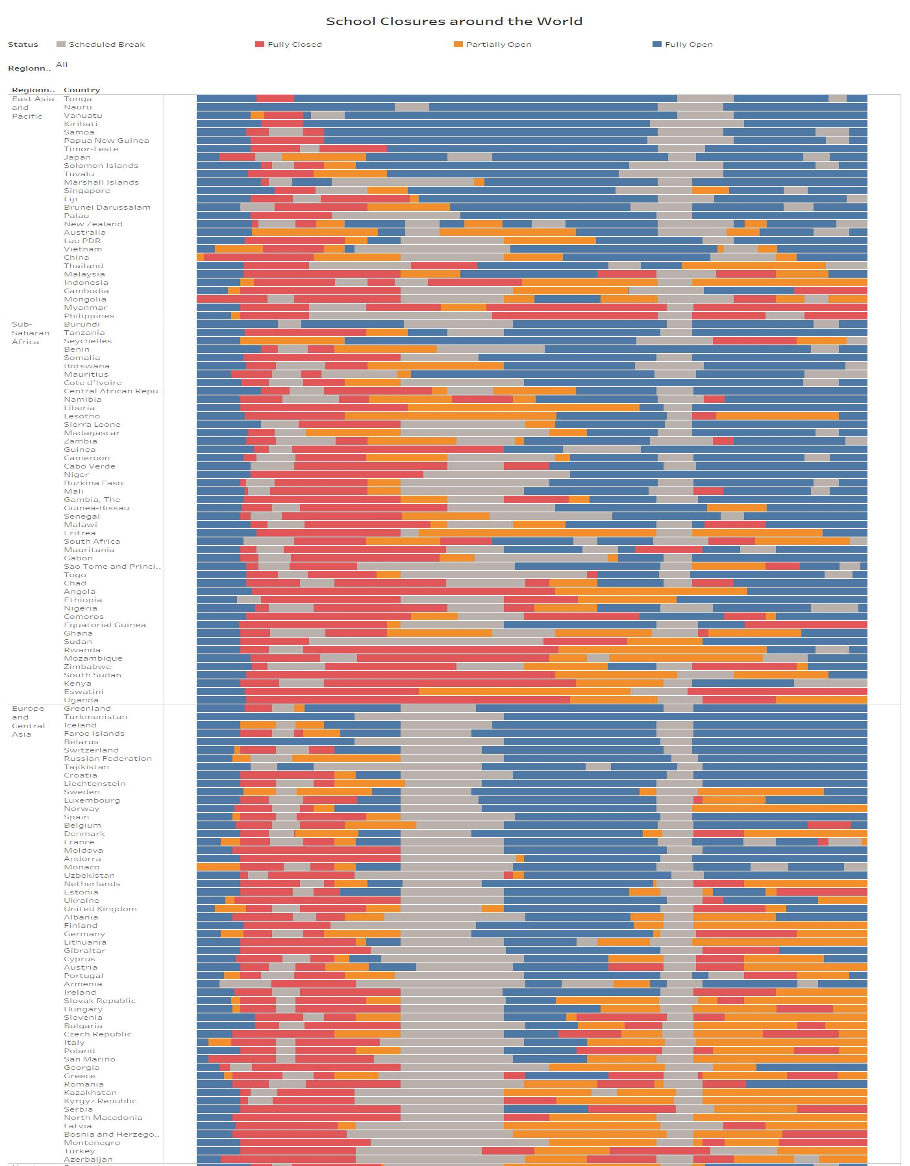 School Closures around the World
Status
Scheduled Break
Fully Closed
Partially Open
Fully Open
Regionn..
All
Regionn.. Country
East Asia Tonga
and Nauru
Pacific Vanuatu
Kiribati
Samoa
Papua New Guinea
Timor-Leste
Japan
Solomon Islands
Tuvalu
Marshall Islands
Singapore
Fiji
Brunei Darussalam
Palau
New Zealand
Australia
Lao PDR
Vietnam
China
Thailand
Malaysia
Indonesia
Cambodia
Mongolia
Myanmar
Philippines
Sub- Burundi
Saharan Tanzania
Africa Seychelles
Benin
Somalia
Botswana
Mauritius
Cote d'Ivoire
Central African Repu..
Namibia
Liberia
Lesotho
Sierra Leone
Madagascar
Zambia
Guinea
Cameroon
Cabo Verde
Niger
Burkina Faso
Mali
Gambia, The
Guinea-Bissau
Senegal
Malawi
Eritrea
South Africa
Mauritania
Gabon
Sao Tome and Princi..
Togo
Chad
Angola
Ethiopia
Nigeria
Comoros
Equatorial Guinea
Ghana
Sudan
Rwanda
Mozambique
Zimbabwe
South Sudan
Kenya
Eswatini
Uganda
Europe Greenland
and Turkmenistan
Central Iceland
Asia Faroe Islands
Belarus
Switzerland
Russian Federation
Tajikistan
Croatia
Liechtenstein
Sweden
Luxembourg
Norway
Spain
Belgium
Denmark
France
Moldova
Andorra
Monaco
Uzbekistan
Netherlands
Estonia
Ukraine
United Kingdom
Albania
Finland
Germany
Lithuania
Gibraltar
Cyprus
Austria
Portugal
Armenia
Ireland
Slovak Republic
Hungary
Slovenia
Bulgaria
Czech Republic
Italy
Poland
San Marino
Georgia
Greece
Romania
Kazakhstan
Kyrgyz Republic
Serbia
North Macedonia
Latvia
Bosnia and Herzego..
Montenegro
Turkey
Azerbaijan